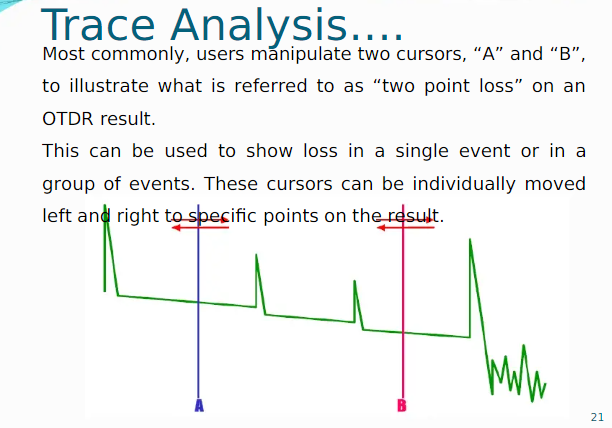 Trace Analysis….
Most commonly, users manipulate two cursors, “A” and “B”,
to illustrate what is referred to as “two point loss” on an
OTDR result.
This can be used to show loss in a single event or in a
group of events. These cursors can be individually moved
left and right to specific points on the result.
A
B
21